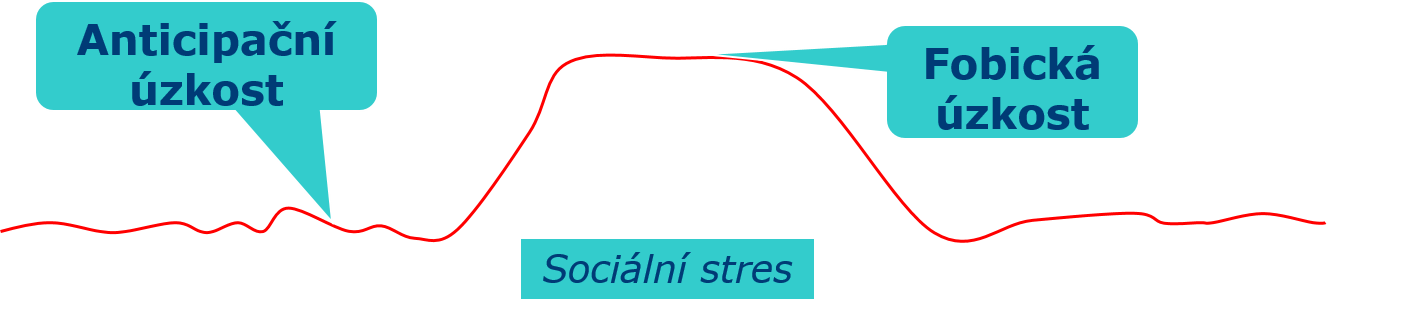 Anticipační
úzkost
Fobická
úzkost
Sociální stres